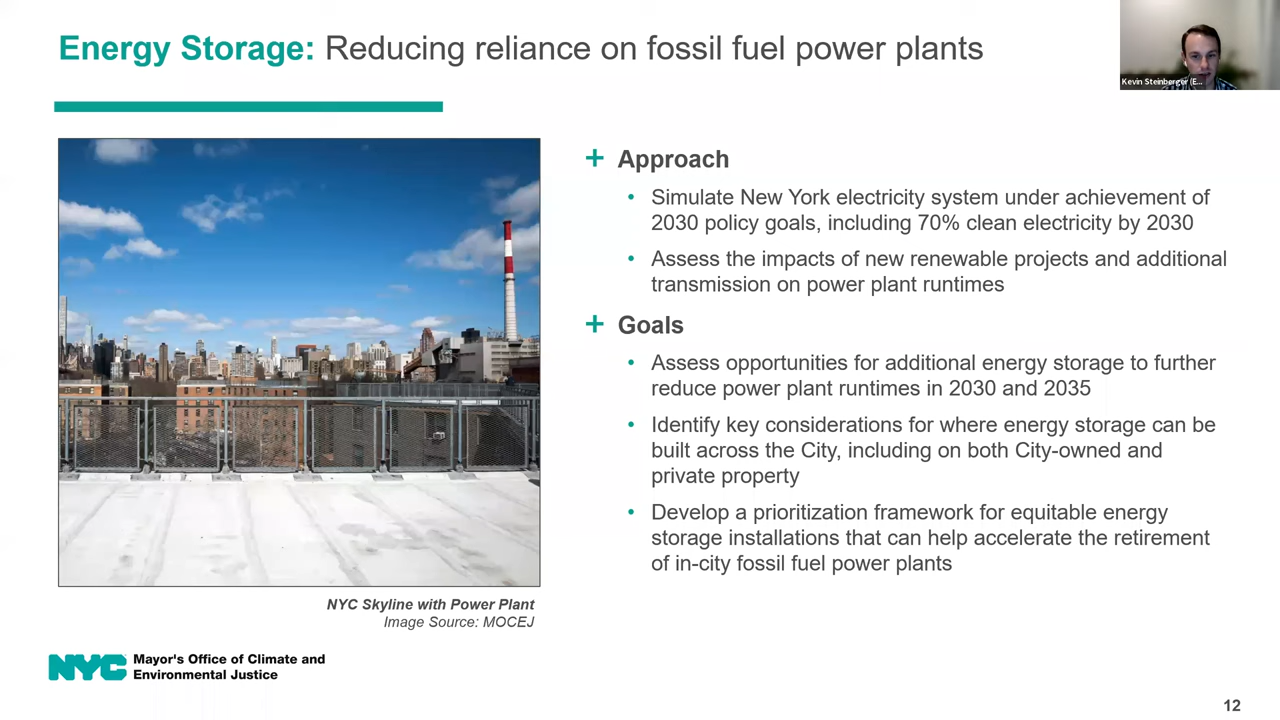 Energy Storage: Reducing reliance on fossil fuel power plants
Kevin Steinberger (E...
+ Approach
• Simulate New York electricity system under achievement of
2030 policy goals, including 70% clean electricity by 2030
• Assess the impacts of new renewable projects and additional
transmission on power plant runtimes
+ Goals
• Assess opportunities for additional energy storage to further
reduce power plant runtimes in 2030 and 2035
• Identify key considerations for where energy storage can be
built across the City, including on both City-owned and
private property
• Develop a prioritization framework for equitable energy
storage installations that can help accelerate the retirement
of in-city fossil fuel power plants
NYC Skyline with Power Plant
Image Source: MOCEJ
NYC
Mayor's Office of Climate and
Environmental Justice
12